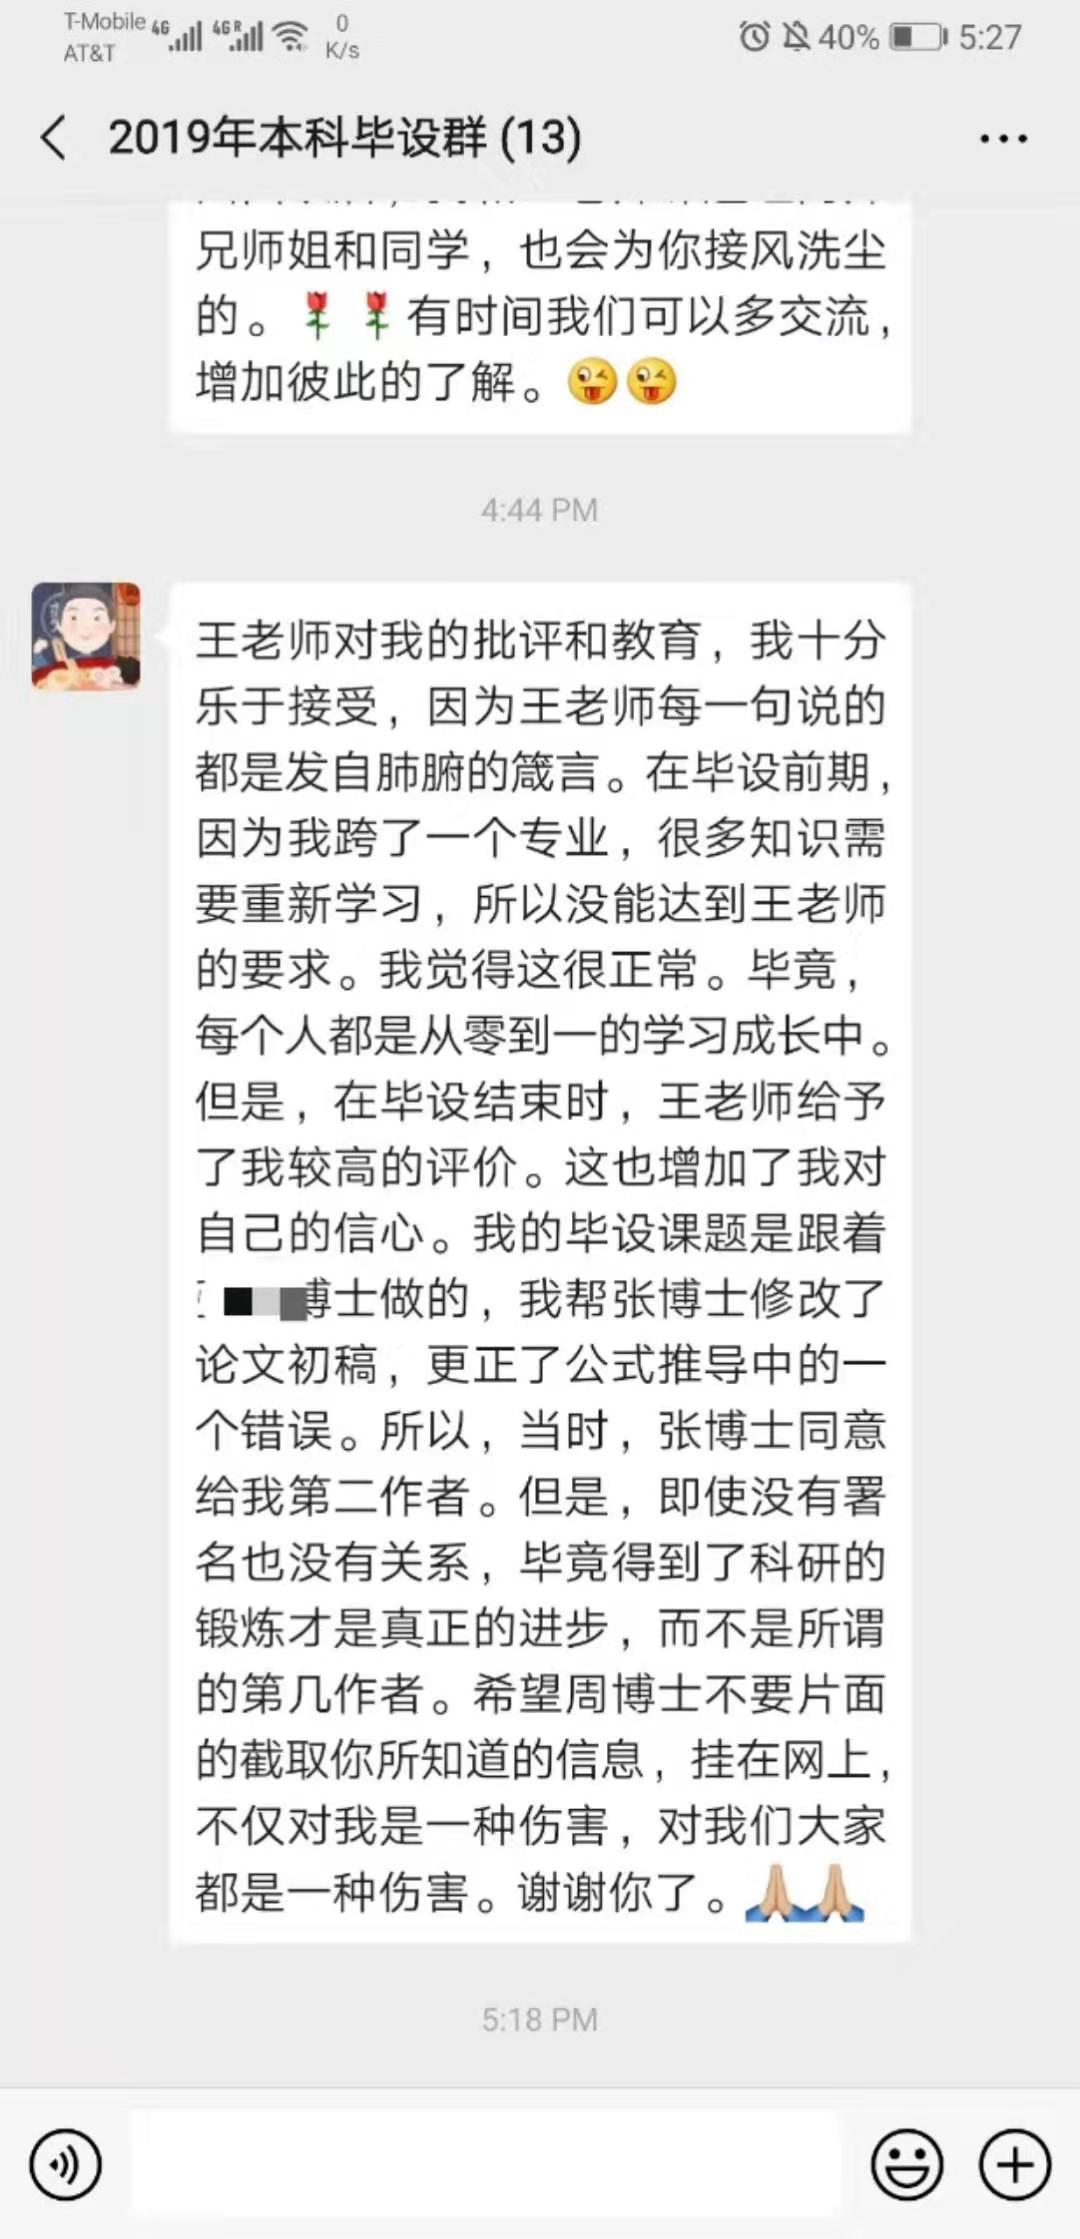 T-Mobile 4G 4G R 0
AT&T K/s
40% 5:27
2019年本科毕设群 (13)
兄师姐和同学，也会为你接风洗尘
的。🌹🌹有时间我们可以多交流，
增加彼此的了解。😜😜
4:44 PM
王老师对我的批评和教育，我十分
乐于接受，因为王老师每一句说的
都是发自肺腑的箴言。在毕设前期，
因为我跨了一个专业，很多知识需
要重新学习，所以没能达到王老师
的要求。我觉得这很正常。毕竟，
每个人都是从零到一的学习成长中。
但是，在毕设结束时，王老师给予
了我较高的评价。这也增加了我对
自己的信心。我的毕设课题是跟着
博士做的，我帮张博士修改了
论文初稿，更正了公式推导中的一
个错误。所以，当时，张博士同意
给我第二作者。但是，即使没有署
名也没有关系，毕竟得到了科研的
锻炼才是真正的进步，而不是所谓
的第几作者。希望周博士不要片面
的截取你所知道的信息，挂在网上，
不仅对我是一种伤害，对我们大家
都是一种伤害。谢谢你了。🙏🙏
5:18 PM